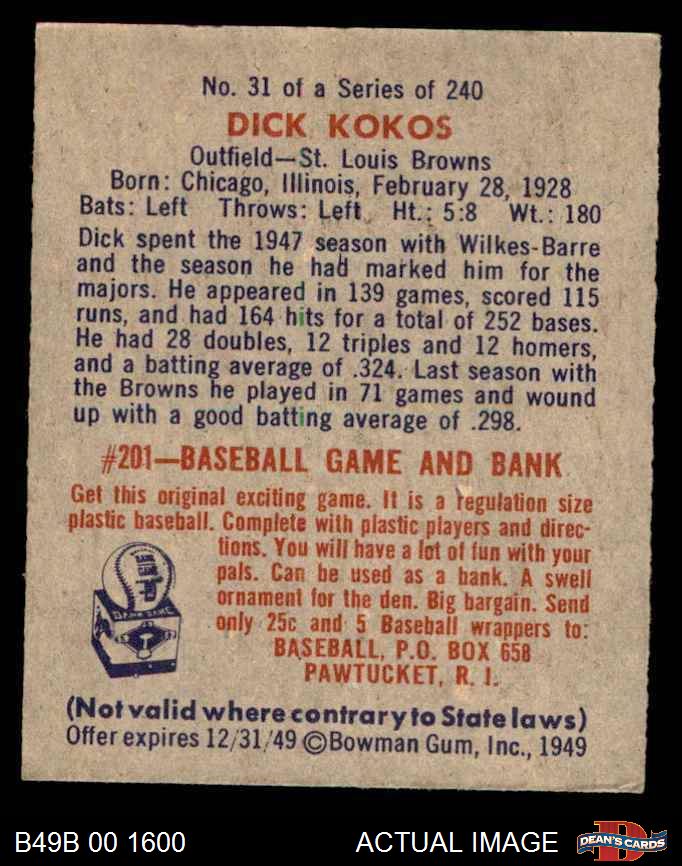 No. 31 of a Series of 240
DICK KOKOS
Outfield—St. Louis Browns
Born: Chicago, Illinois, February 28, 1928
Bats: Left Throws: Left Ht.: 5:8 Wt.: 180
Dick spent the 1947 season with Wilkes-Barre
and the season he had marked him for the
majors. He appeared in 139 games, scored 115
runs, and had 164 hits for a total of 252 bases.
He had 28 doubles, 12 triples and 12 homers,
and a batting average of .324. Last season with
the Browns he played in 71 games and wound
up with a good batting average of .298.
#201—BASEBALL GAME AND BANK
Get this original exciting game. It is a regulation size
plastic baseball. Complete with plastic players and direc-
tions. You will have a lot of fun with your
pals. Can be used as a bank. A swell
ornament for the den. Big bargain. Send
only 25c and 5 Baseball wrappers to:
BASEBALL, P.O. BOX 658
PAWTUCKET, R. I.
(Not valid where contrary to State laws)
Offer expires 12/31/49 ©Bowman Gum, Inc., 1949
B49B 00 1600
ACTUAL IMAGE
DEAN'S CARDS